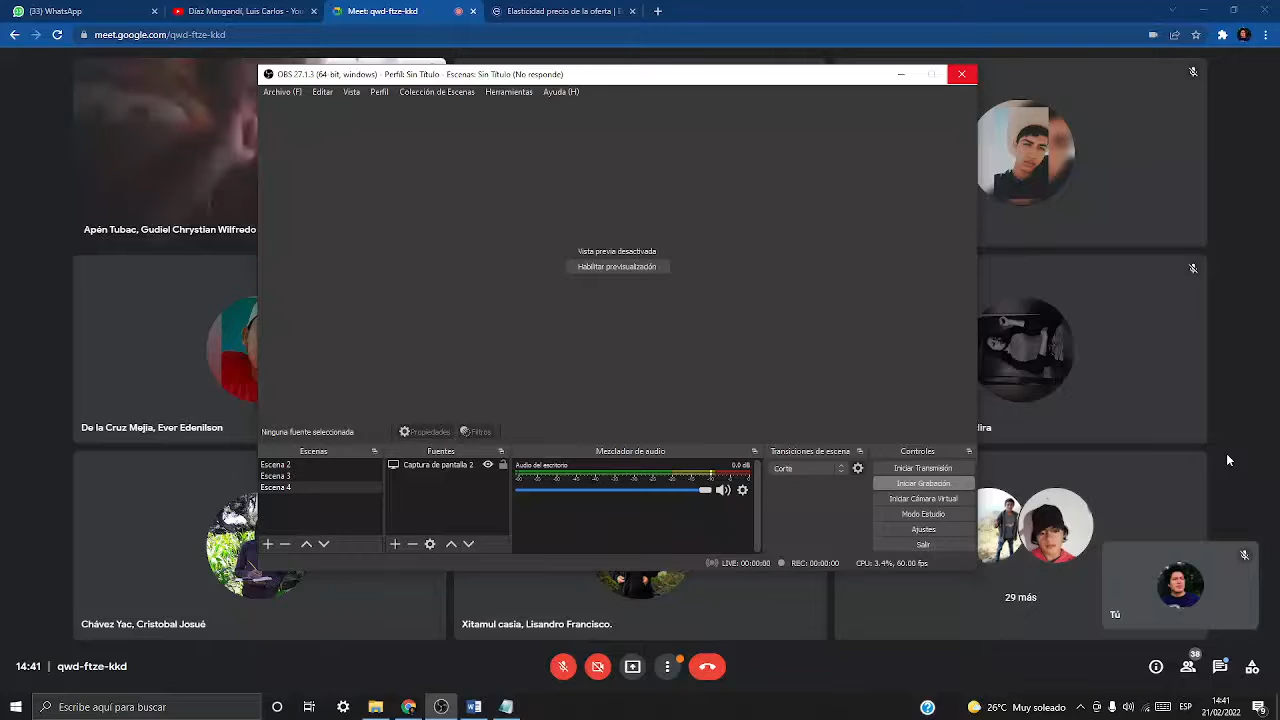 (33) WhatsApp
Díaz Mangandí, Luis Carlos - You
Meet: qwd-ftze-kkd
Elasticidad precio de la oferta | E
meet.google.com/qwd-ftze-kkd
OBS 27.1.3 (64-bit, windows) - Perfil: Sin Título - Escenas: Sin Título (No responde)
Archivo (F) Editar Vista Perfil Colección de Escenas Herramientas Ayuda (H)
Apén Tubac, Gudiel Chrystian Wilfredo
Vista previa desactivada
Habilitar previsualización
De la Cruz Mejia, Ever Edenilson
dira
Ninguna fuente seleccionada
Propiedades
Filtros
Escenas
Fuentes
Mezclador de audio
Transiciones de escena
Controles
Escena 2
Escena 3
Escena 4
Captura de pantalla 2
Audio del escritorio
0.0 dB
Corte
Iniciar Transmisión
Iniciar Grabación
Iniciar Cámara Virtual
Modo Estudio
Ajustes
Salir
LIVE: 00:00:00
REC: 00:00:00
CPU: 3.4%, 60.00 fps
Chávez Yac, Cristobal Josué
Xitamul casia, Lisandro Francisco.
29 más
Tú
14:41
qwd-ftze-kkd
38
Escribe aquí para buscar
26°C Muy soleado
ESP
14:41
21/02/2022